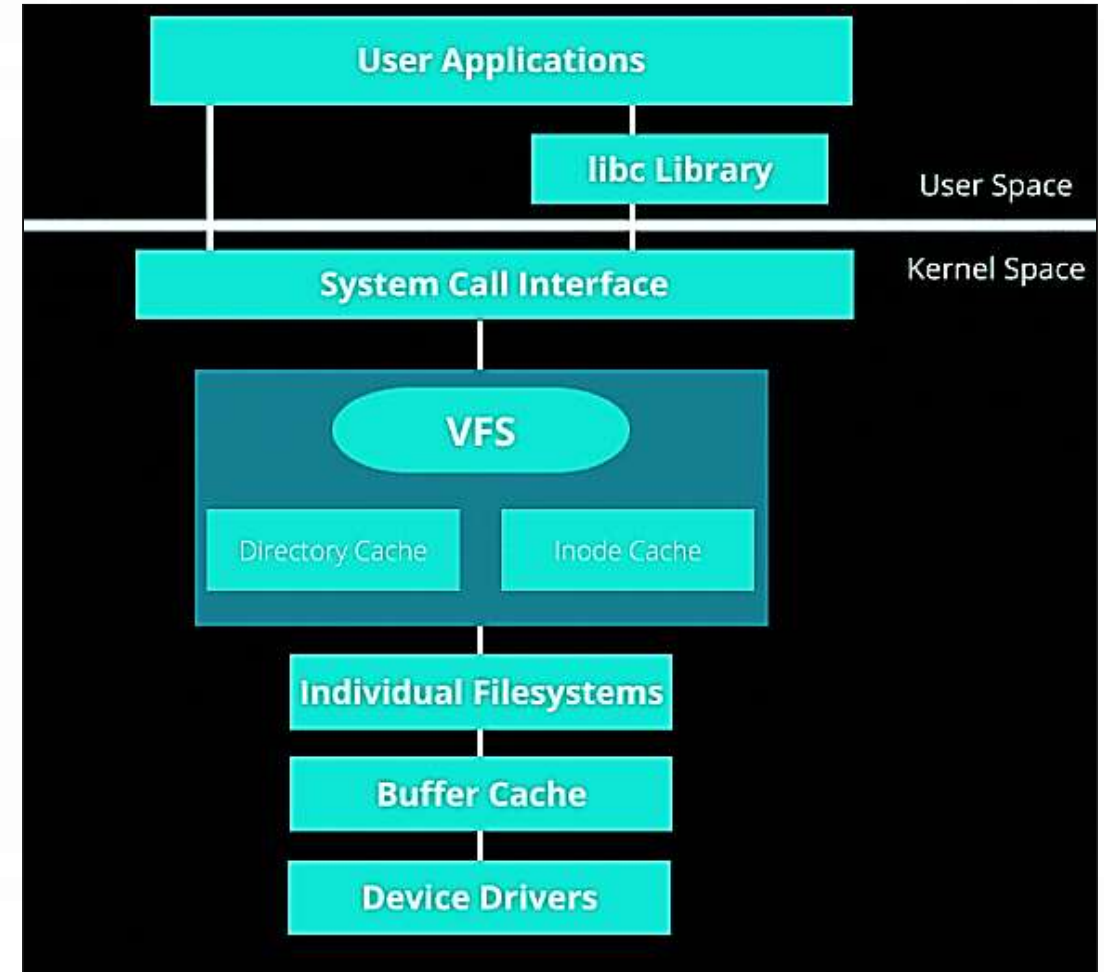 User Applications
libc Library
User Space
System Call Interface
Kernel Space
VFS
Directory Cache
Inode Cache
Individual Filesystems
Buffer Cache
Device Drivers